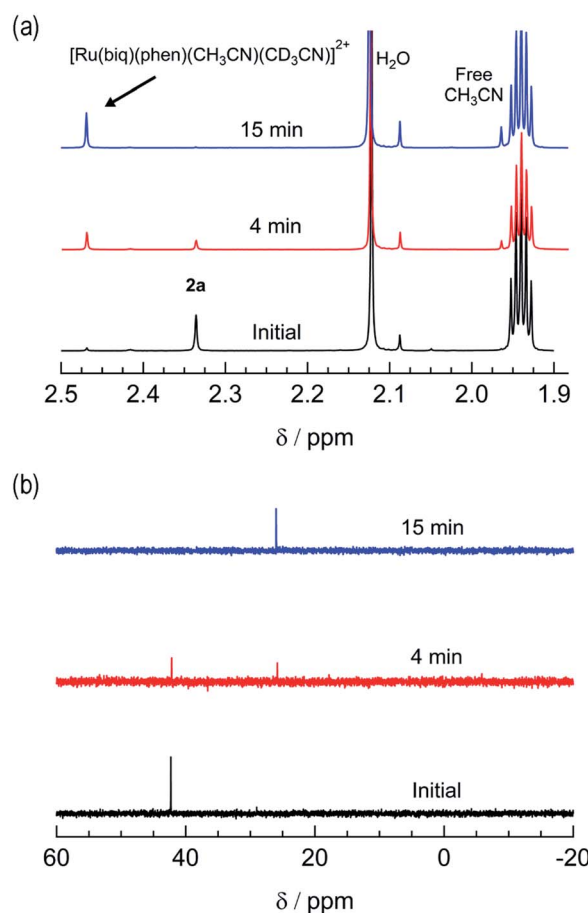 (a)
[Ru(biq)(phen)(CH₃CN)(CD₃CN)]²⁺
H₂O
Free
CH₃CN
15 min
4 min
2a
Initial
2.5 2.4 2.3 2.2 2.1 2.0 1.9
δ / ppm
(b)
15 min
4 min
Initial
60 40 20 0 -20
δ / ppm